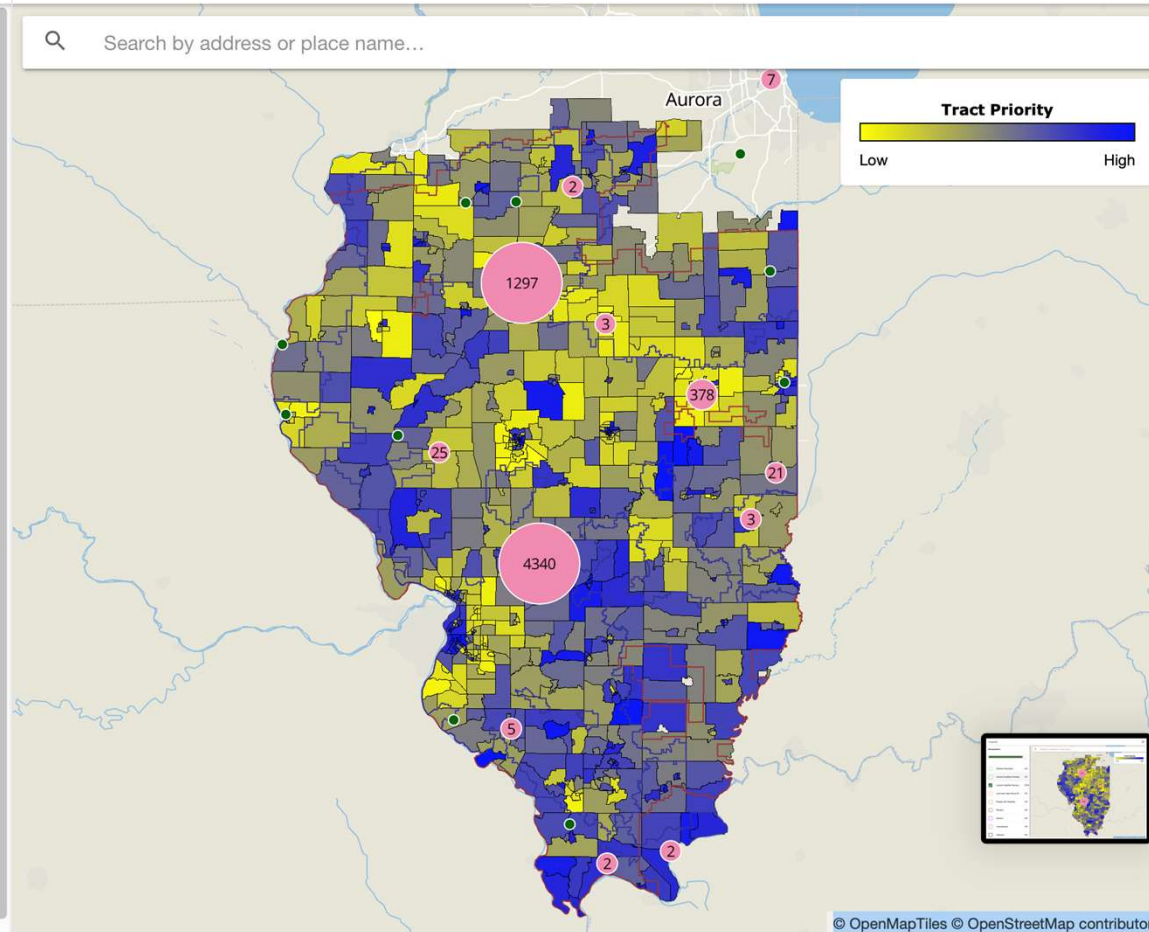 Search by address or place name…
7
Aurora
Tract Priority
Low High
2
1297
3
378
25
21
3
4340
5
2
2
© OpenMapTiles © OpenStreetMap contributo